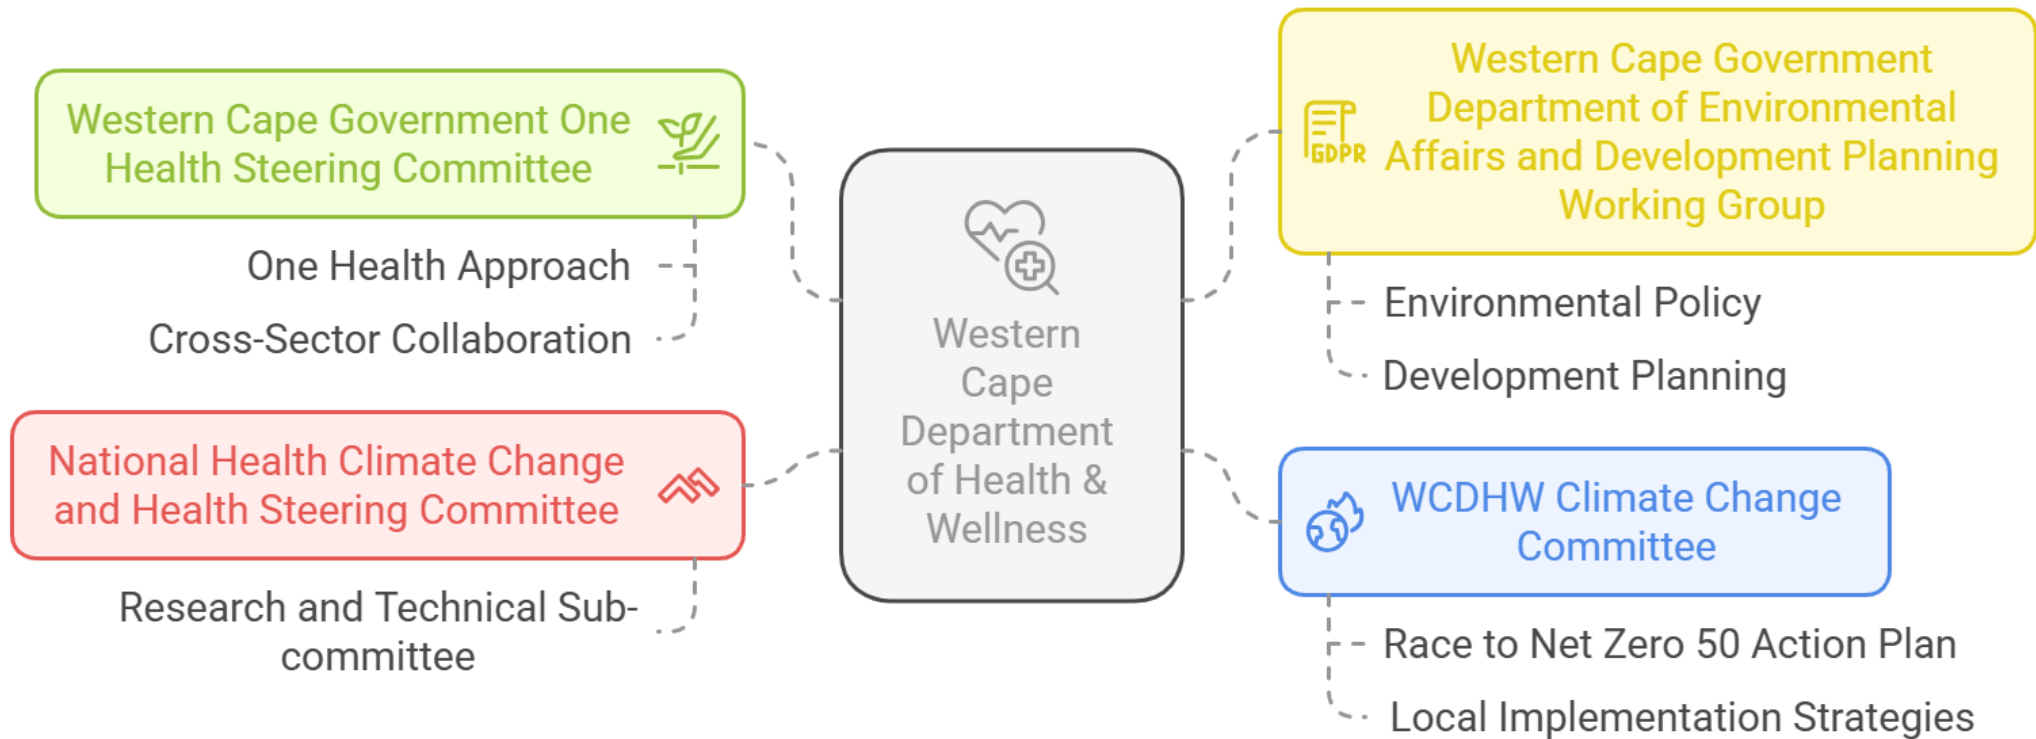 Western Cape Government One
Health Steering Committee
One Health Approach
Cross-Sector Collaboration
National Health Climate Change
and Health Steering Committee
Research and Technical Sub-
committee
Western
Cape
Department
of Health &
Wellness
Western Cape Government
Department of Environmental
Affairs and Development Planning
Working Group
GDPR
Environmental Policy
Development Planning
WCDHW Climate Change
Committee
Race to Net Zero 50 Action Plan
Local Implementation Strategies